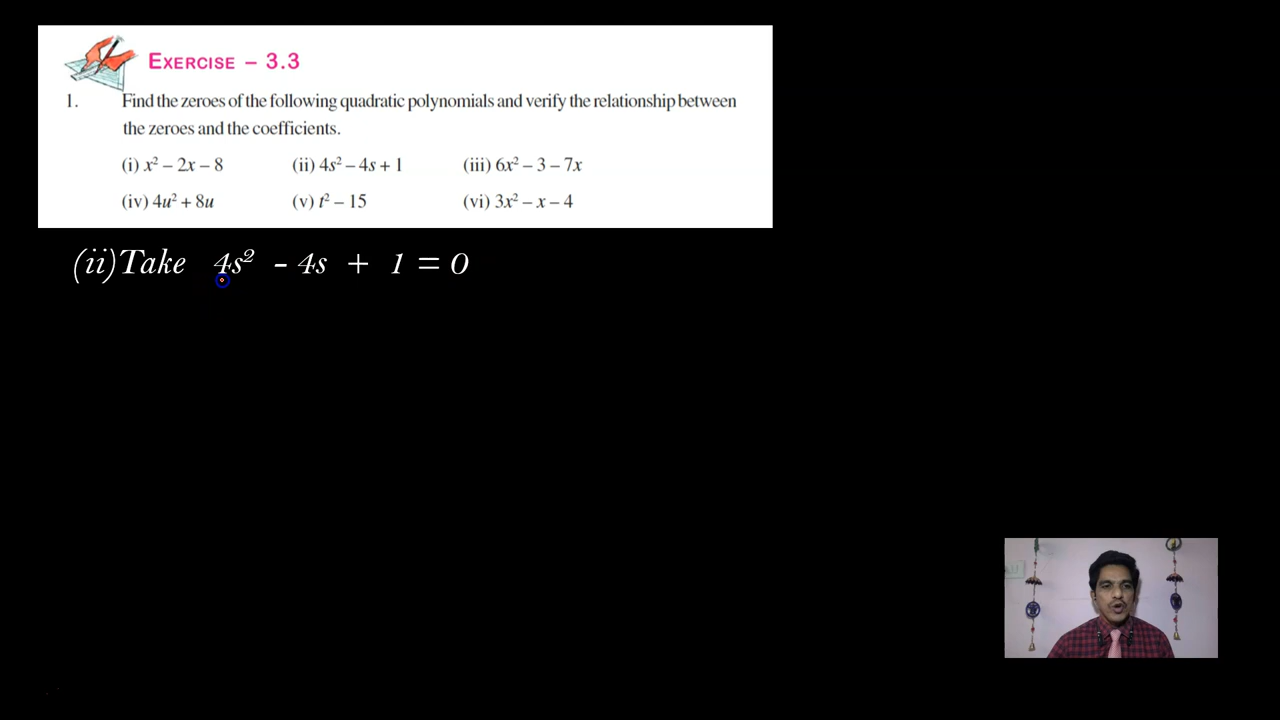 EXERCISE – 3.3
1. Find the zeroes of the following quadratic polynomials and verify the relationship between
the zeroes and the coefficients.
(i) x² – 2x – 8 (ii) 4s² – 4s + 1 (iii) 6x² – 3 – 7x
(iv) 4u² + 8u (v) t² – 15 (vi) 3x² – x – 4
(ii)Take 4s² - 4s + 1 = 0